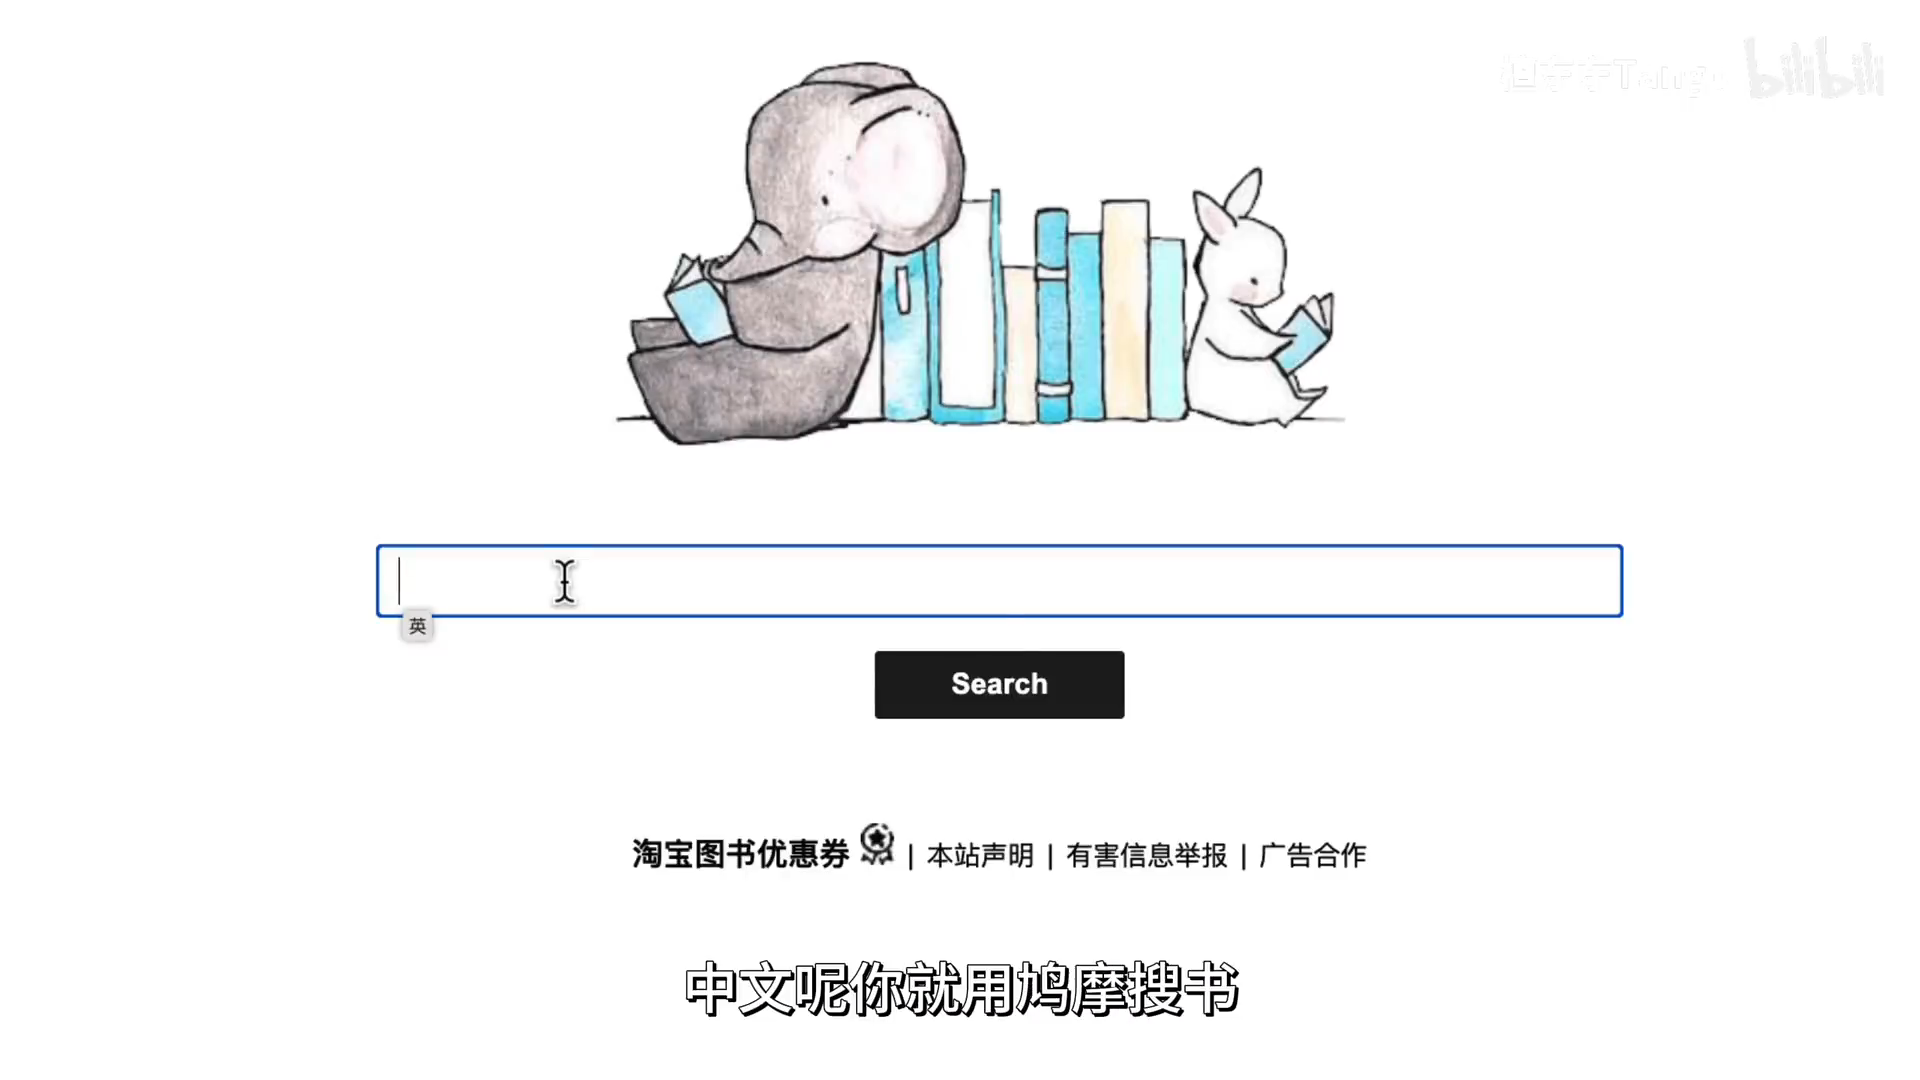 bilibili
英
Search
淘宝图书优惠券 | 本站声明 | 有害信息举报 | 广告合作
中文呢你就用鸠摩搜书